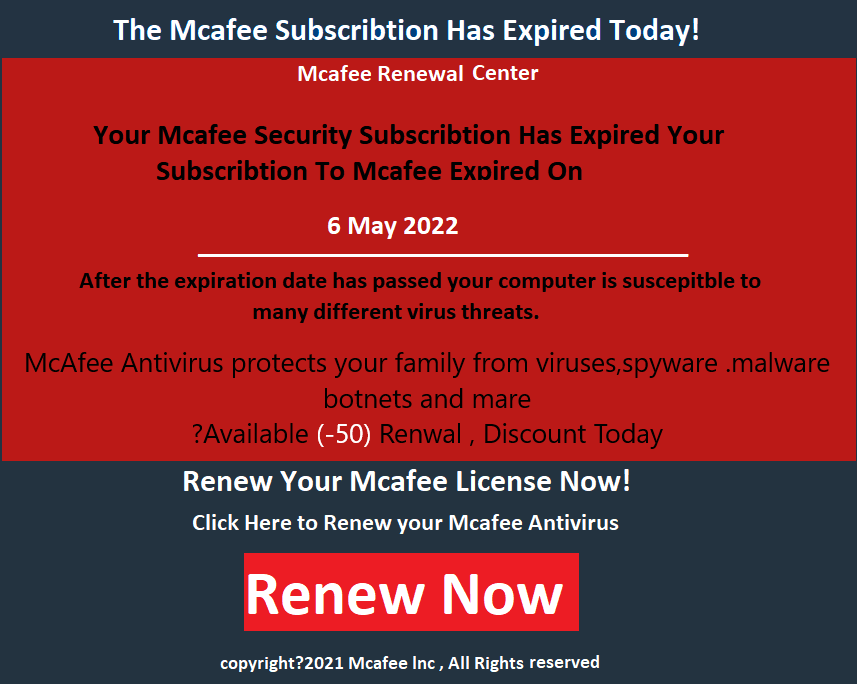 The Mcafee Subscribtion Has Expired Today!
Mcafee Renewal Center
Your Mcafee Security Subscribtion Has Expired Your
Subscribtion To Mcafee Expired On
6 May 2022
After the expiration date has passed your computer is suscepitble to
many different virus threats.
McAfee Antivirus protects your family from viruses,spyware .malware
botnets and mare
?Available (-50) Renwal , Discount Today
Renew Your Mcafee License Now!
Click Here to Renew your Mcafee Antivirus
Renew Now
copyright?2021 Mcafee lnc , All Rights reserved